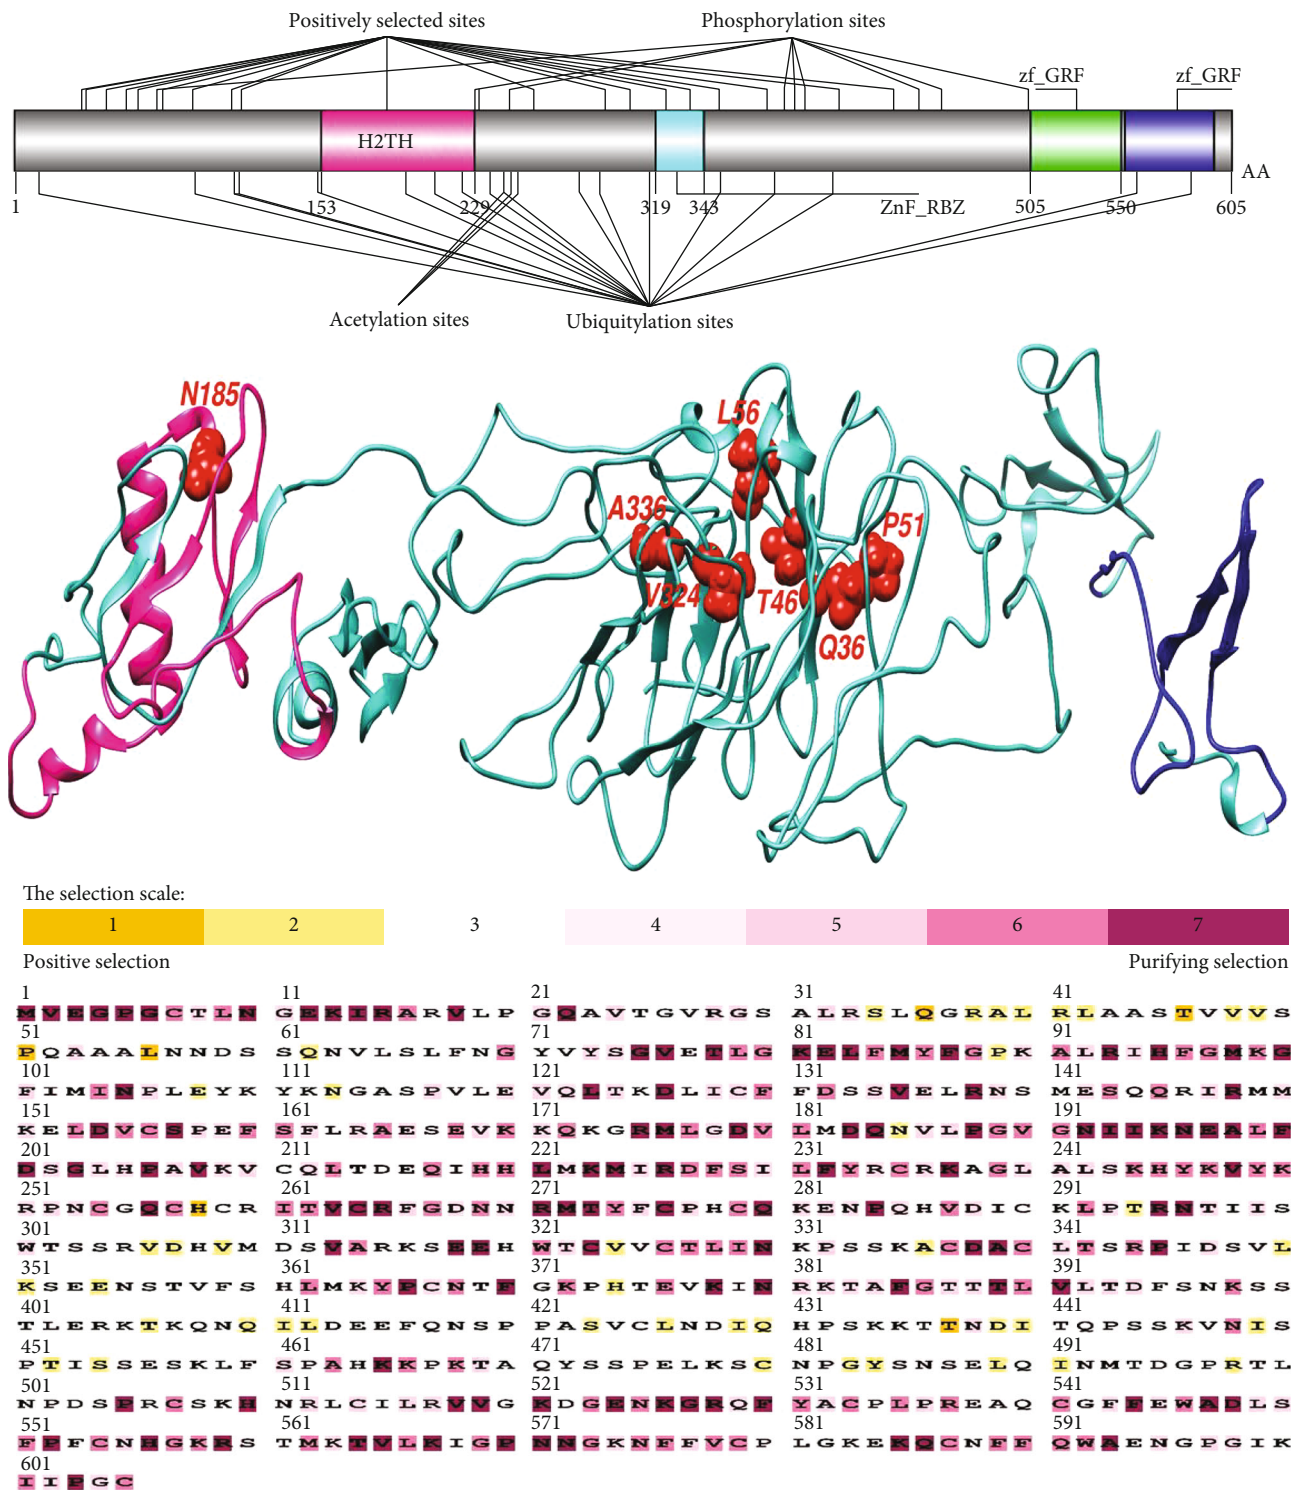 Positively selected sites Phosphorylation sites
zf_GRF zf_GRF
H2TH
AA
1 153 229 319 343 ZnF_RBZ 505 550 605
Acetylation sites Ubiquitylation sites
N185
L56
A336
P51
V324
T46
Q36
The selection scale:
1 2 3 4 5 6 7
Positive selection Purifying selection
1 11 21 31 41
MVEGPGCTLN GEKIRARVLP GQAVTGVRGS ALRSLQGRAL RLAASTVVVS
51 61 71 81 91
PQAAALNNDS SQNVLSLFNG YVYSGVETLG KELFMYFGPK ALRIHFGMKG
101 111 121 131 141
FIMINPLEYK YKNGASPVLE VQLTKDLICF FDSSVELRNS MESQQRIRMM
151 161 171 181 191
KELDVCSPEF SFLRAESEVK KQKGRMLGDV LMDQNVLPGV GNIIKNEALF
201 211 221 231 241
DSGLHPAVKV CQLTDEQIHH LMKMIRDFSI LFYRCRKAGL ALSKHYKVYK
251 261 271 281 291
RPNCGQCHCR ITVCRFGDNN RMTYFCPHCQ KENPQHVDIC KLPTRNTIIS
301 311 321 331 341
WTSSRVDHVM DSVARKSEEH WTCVVCTLIN KPSSKACDAC LTSRPIDSVL
351 361 371 381 391
KSEENSTVFS HLMKYPCNTF GKPHTEVKIN RKTAFGTTTL VLTDFSNKSS
401 411 421 431 441
TLERKTKQNQ ILDEEFQNSP PASVCLNDIQ HPSKKTTNDI TQPSSKVNIS
451 461 471 481 491
PTISSESKLF SPAHKKPKTA QYSSPELKSC NPGYSNSELQ INMTDGPRTL
501 511 521 531 541
NPDSPRCSKH NRLCILRVVG KDGENKGRQF YACPLPREAQ CGFFEWADLS
551 561 571 581 591
FPFCNHGKRS TMKTVLKIGP NNGKNFFVCP LGKEKQCNFF QWAENGPGIK
601
IIPGC